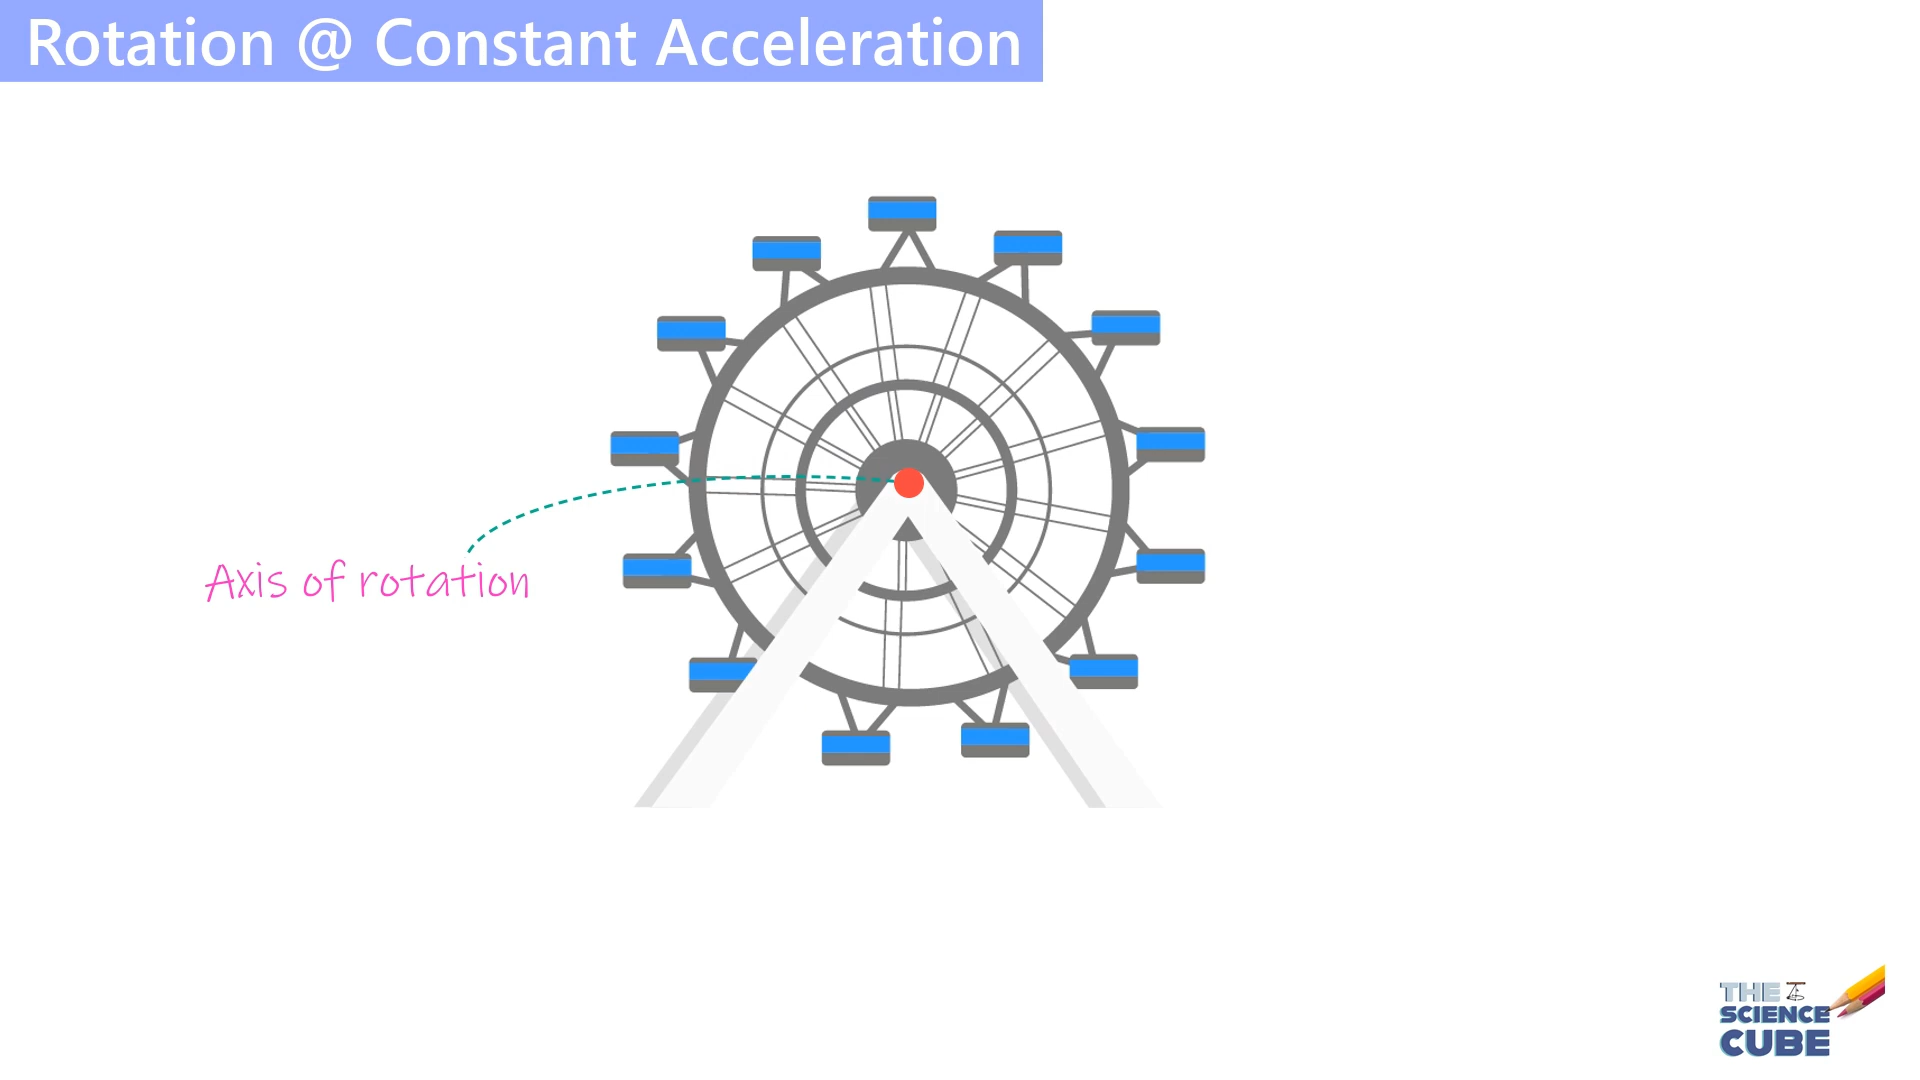 Rotation @ Constant Acceleration
Axis of rotation
THE
SCIENCE
CUBE